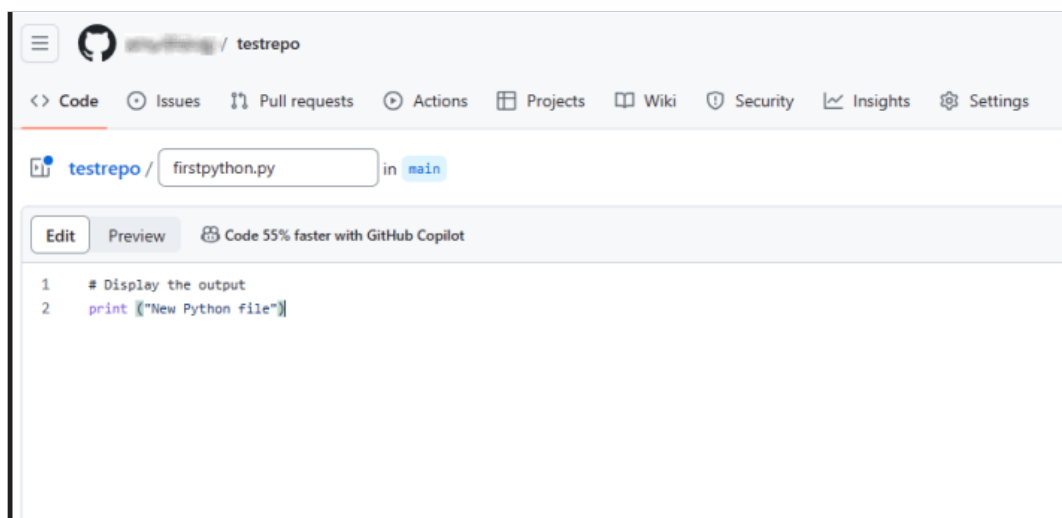 / testrepo
<> Code Issues Pull requests Actions Projects Wiki Security Insights Settings
testrepo / firstpython.py in main
Edit Preview Code 55% faster with GitHub Copilot
1 # Display the output
2 print ("New Python file")